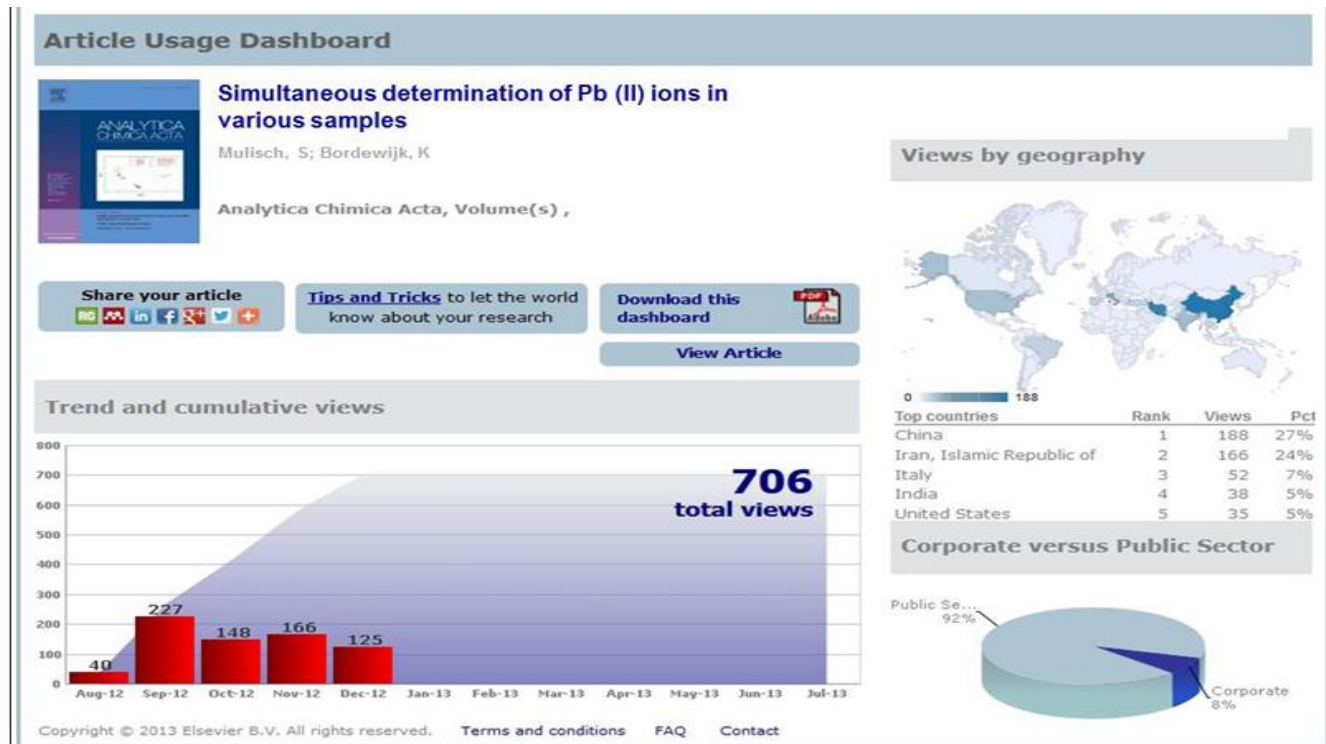 Article Usage Dashboard
ANALYTICA
CHIMICA ACTA
Simultaneous determination of Pb (II) ions in
various samples
Mulisch, S; Bordewijk, K
Analytica Chimica Acta, Volume(s) ,
Share your article
RG in f g+
Tips and Tricks to let the world
know about your research
Download this
dashboard
PDF
Adobe
View Article
Trend and cumulative views
800
700
600
500
400
300
200
100
0
706
total views
40
227
148
166
125
Aug-12 Sep-12 Oct-12 Nov-12 Dec-12 Jan-13 Feb-13 Mar-13 Apr-13 May-13 Jun-13 Jul-13
Views by geography
0 188
Top countries Rank Views Pct
China 1 188 27%
Iran, Islamic Republic of 2 166 24%
Italy 3 52 7%
India 4 38 5%
United States 5 35 5%
Corporate versus Public Sector
Public Se...
92%
Corporate
8%
Copyright © 2013 Elsevier B.V. All rights reserved. Terms and conditions FAQ Contact